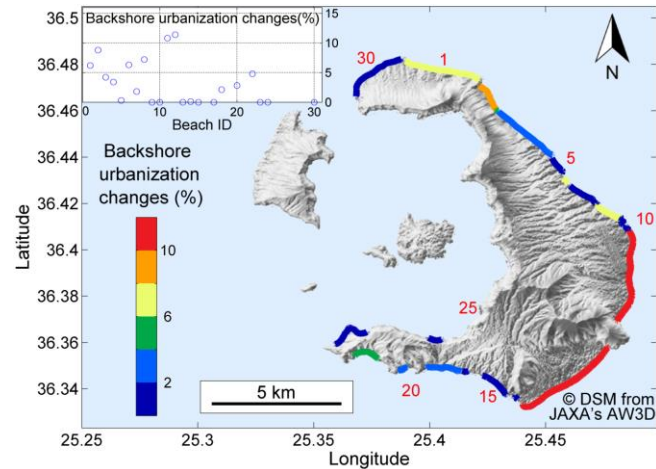 36.5
Backshore urbanization changes(%)
15
10
5
0
0
10
20
30
Beach ID
N
36.48
36.46
36.44
36.42
36.4
36.38
36.36
36.34
Latitude
30
1
5
10
25
20
15
Backshore
urbanization
changes (%)
10
6
2
5 km
© DSM from
JAXA's AW3D
25.25
25.3
25.35
25.4
25.45
Longitude